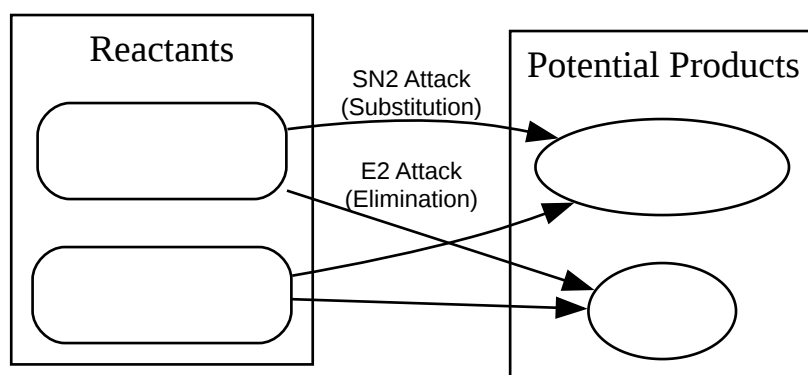 Reactants
SN2 Attack
(Substitution)
Potential Products
E2 Attack
(Elimination)